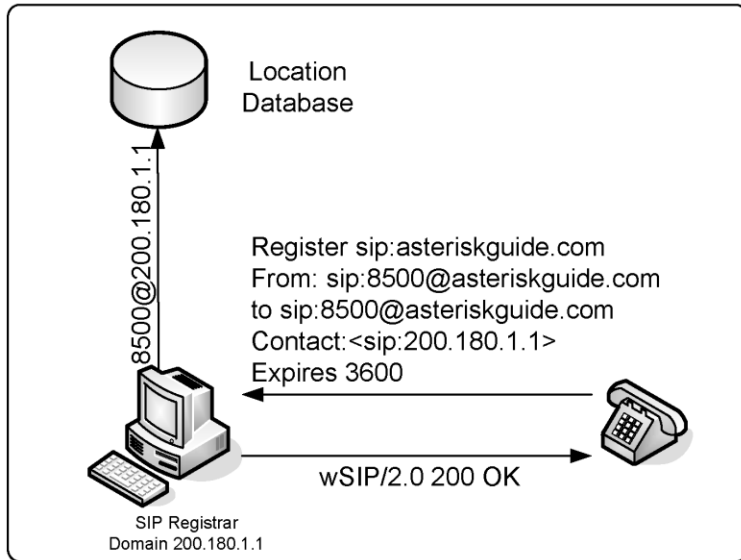 Location
Database
8500@200.180.1.1
Register sip:asteriskguide.com
From: sip:8500@asteriskguide.com
to sip:8500@asteriskguide.com
Contact:<sip:200.180.1.1>
Expires 3600
wSIP/2.0 200 OK
SIP Registrar
Domain 200.180.1.1